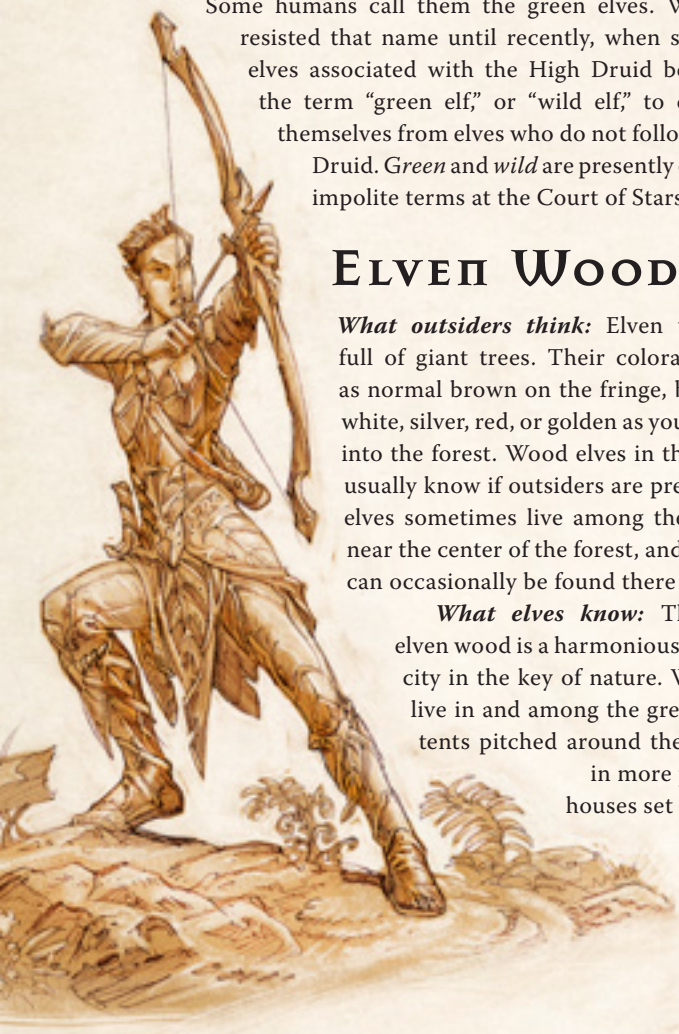 Some humans call them the green elves. W
resisted that name until recently, when s
elves associated with the High Druid be
the term “green elf,” or “wild elf,” to
themselves from elves who do not follo
Druid. Green and wild are presently
impolite terms at the Court of Stars
Elven Wood
What outsiders think: Elven
full of giant trees. Their colora
as normal brown on the fringe, b
white, silver, red, or golden as you
into the forest. Wood elves in th
usually know if outsiders are pre
elves sometimes live among the
near the center of the forest, and
can occasionally be found there
What elves know: Th
elven wood is a harmonious
city in the key of nature. W
live in and among the gre
tents pitched around the
in more
houses set